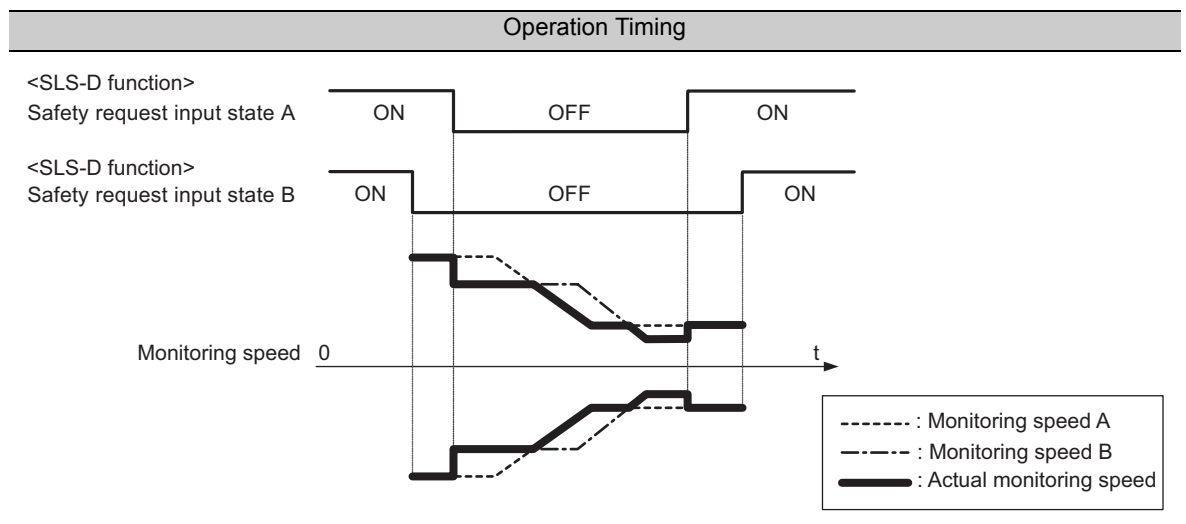 Operation Timing
<SLS-D function>
Safety request input state A
ON OFF ON
<SLS-D function>
Safety request input state B
ON OFF ON
Monitoring speed 0 t
: Monitoring speed A
: Monitoring speed B
: Actual monitoring speed